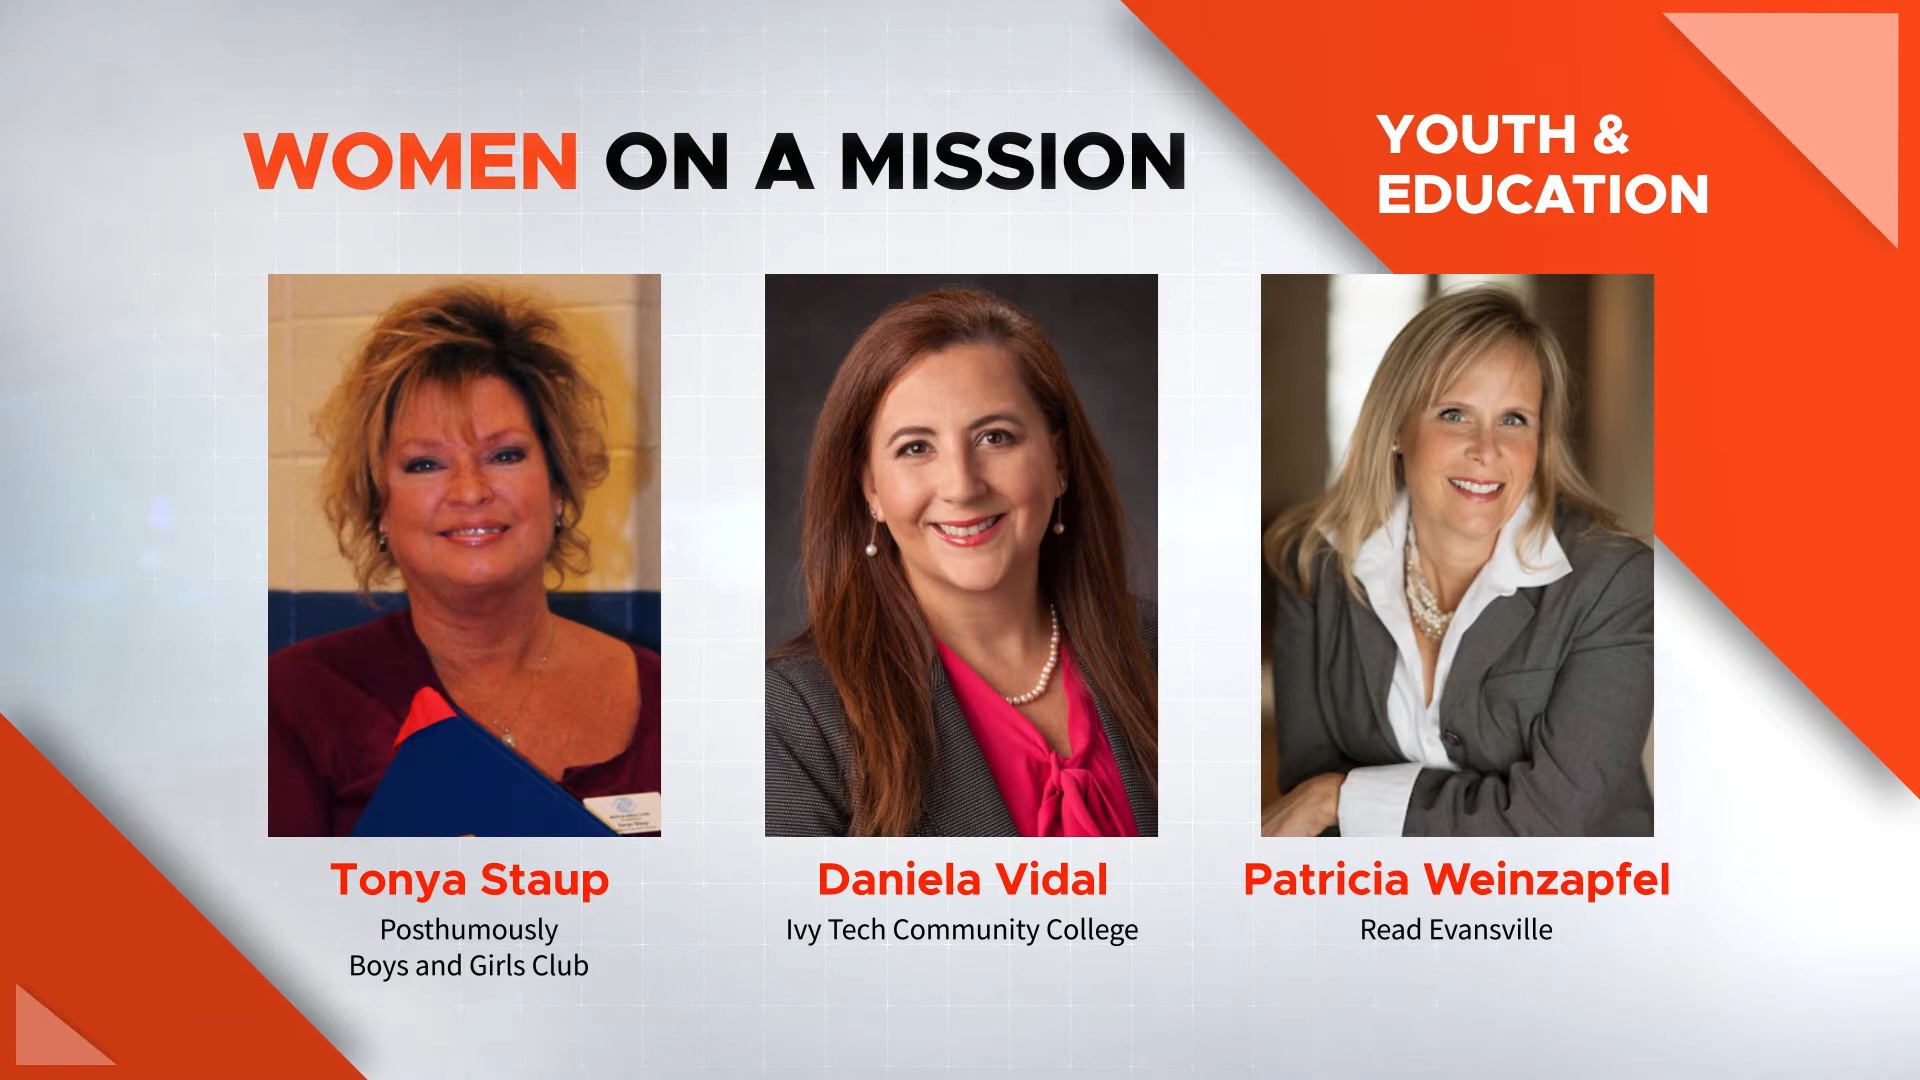 WOMEN ON A MISSION
YOUTH &
EDUCATION
Tonya Staup
Posthumously
Boys and Girls Club
Daniela Vidal
Ivy Tech Community College
Patricia Weinzapfel
Read Evansville